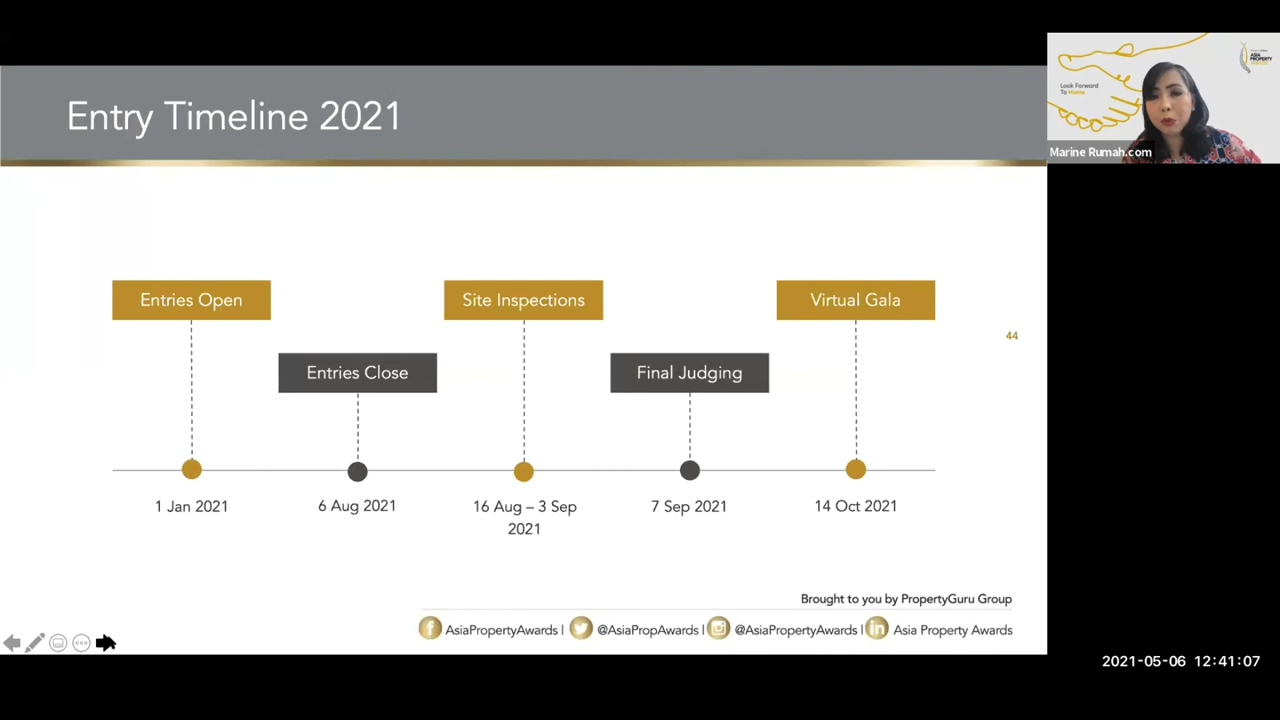 Entry Timeline 2021
Look Forward
To Home
ASIA
PROPERTY
AWARDS
Marine Rumah.com
Entries Open
Site Inspections
Virtual Gala
44
Entries Close
Final Judging
1 Jan 2021
6 Aug 2021
16 Aug – 3 Sep
2021
7 Sep 2021
14 Oct 2021
Brought to you by PropertyGuru Group
AsiaPropertyAwards |
@AsiaPropAwards |
@AsiaPropertyAwards |
Asia Property Awards
2021-05-06 12:41:07